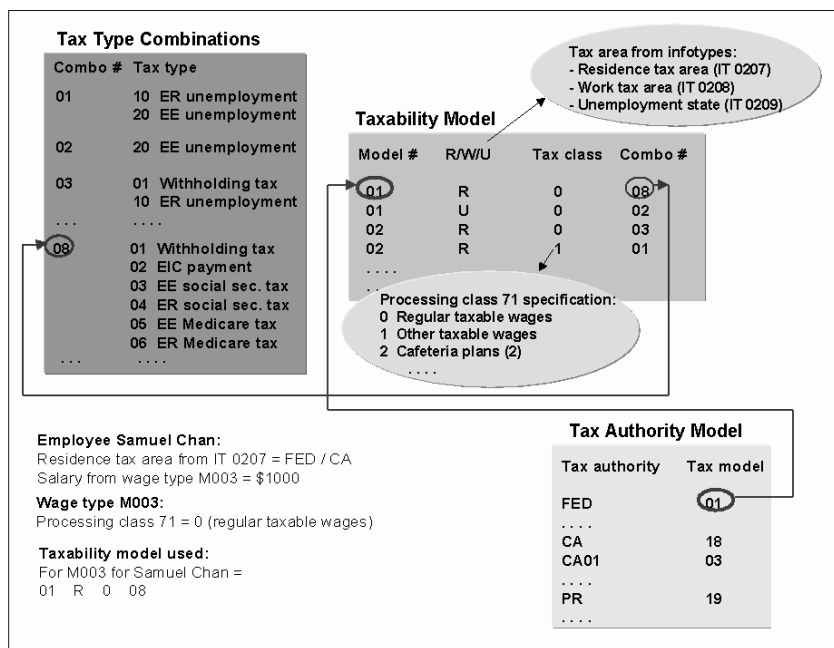 Tax Type Combinations
Combo # Tax type
01 10 ER unemployment
20 EE unemployment
02 20 EE unemployment
03 01 Withholding tax
10 ER unemployment
. . . . . . .
08 01 Withholding tax
02 EIC payment
03 EE social sec. tax
04 ER social sec. tax
05 EE Medicare tax
06 ER Medicare tax
. . . . . . .
Tax area from infotypes:
- Residence tax area (IT 0207)
- Work tax area (IT 0208)
- Unemployment state (IT 0209)
Taxability Model
Model # R/W/U Tax class Combo #
01 R 0 08
01 U 0 02
02 R 0 03
02 R 1 01
. . . .
. .
Processing class 71 specification:
0 Regular taxable wages
1 Other taxable wages
2 Cafeteria plans (2)
. . . .
Employee Samuel Chan:
Residence tax area from IT 0207 = FED / CA
Salary from wage type M003 = $1000
Wage type M003:
Processing class 71 = 0 (regular taxable wages)
Taxability model used:
For M003 for Samuel Chan =
01 R 0 08
Tax Authority Model
Tax authority Tax model
FED 01
. . . .
CA 18
CA01 03
. . . .
PR 19
. . . .